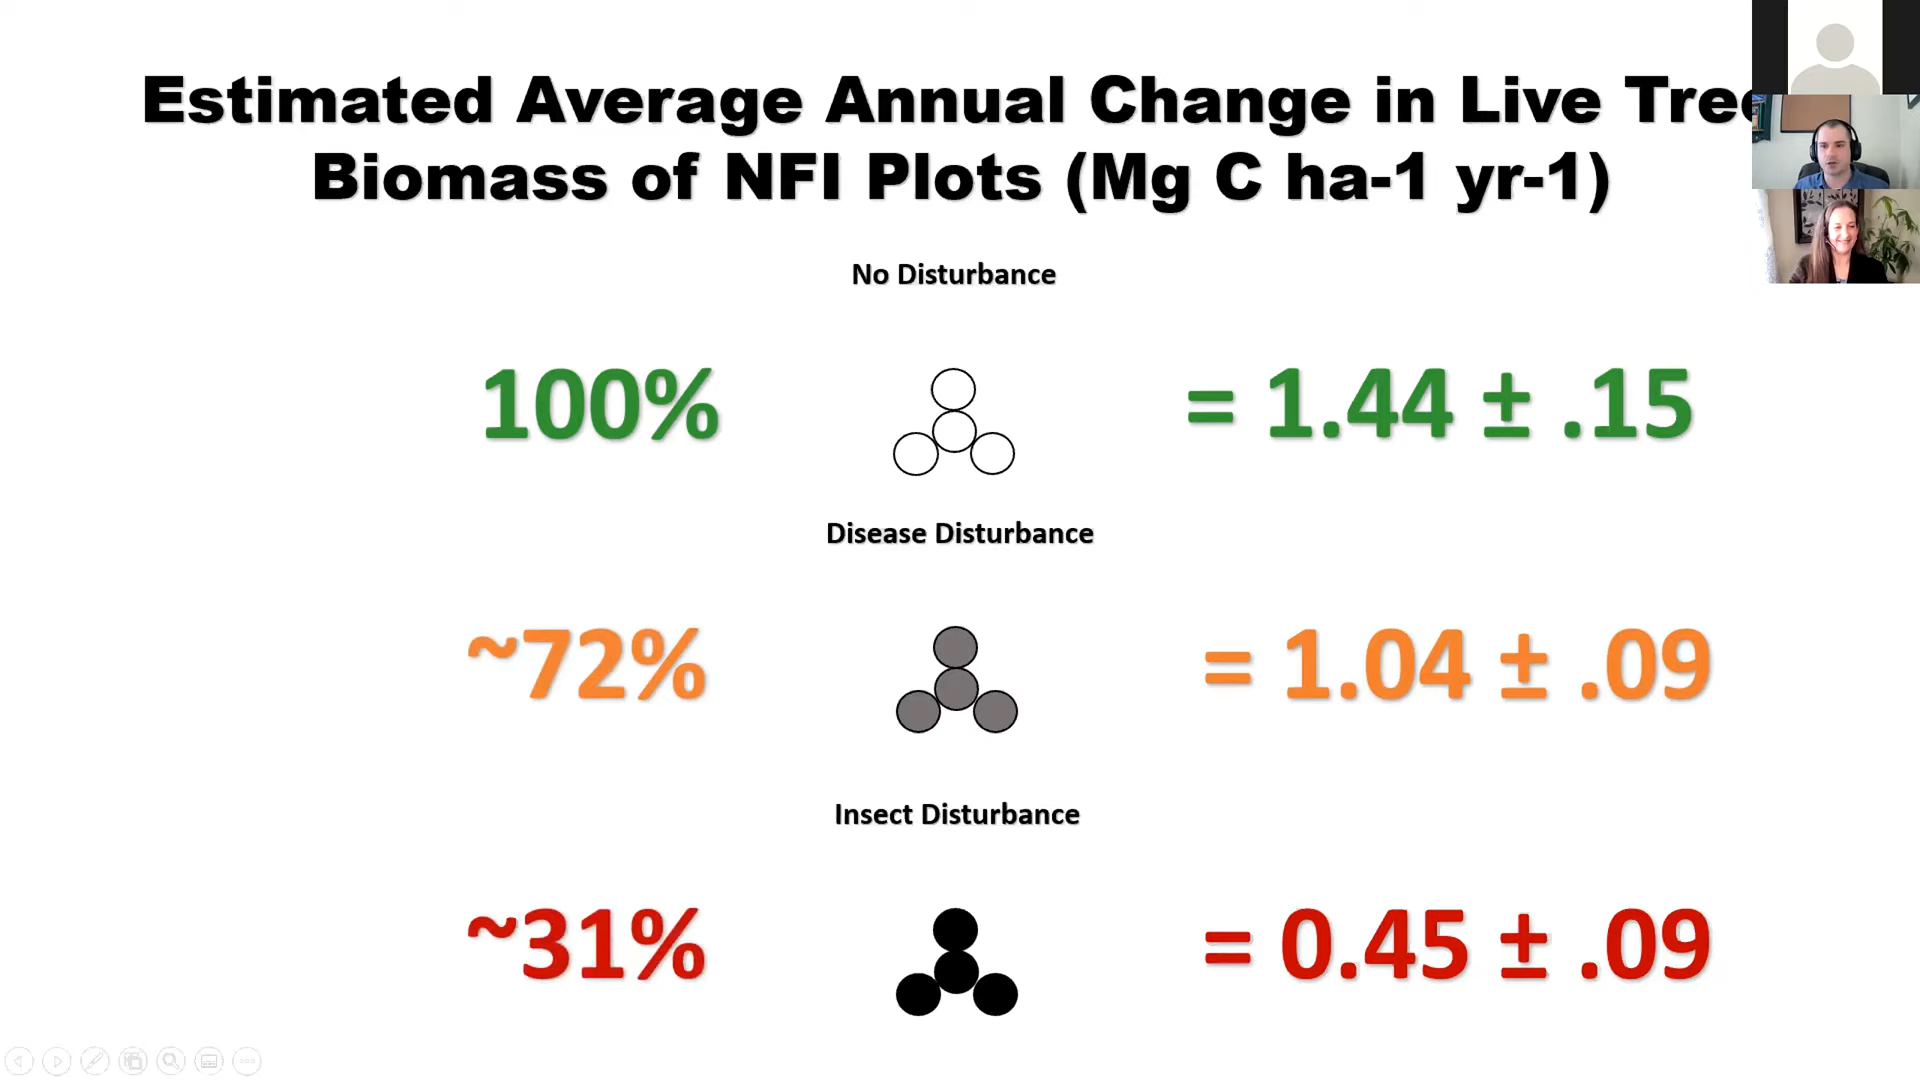 Estimated Average Annual Change in Live Tree
Biomass of NFI Plots (Mg C ha-1 yr-1)
No Disturbance
100%
= 1.44 ± .15
Disease Disturbance
~72%
= 1.04 ± .09
Insect Disturbance
~31%
= 0.45 ± .09